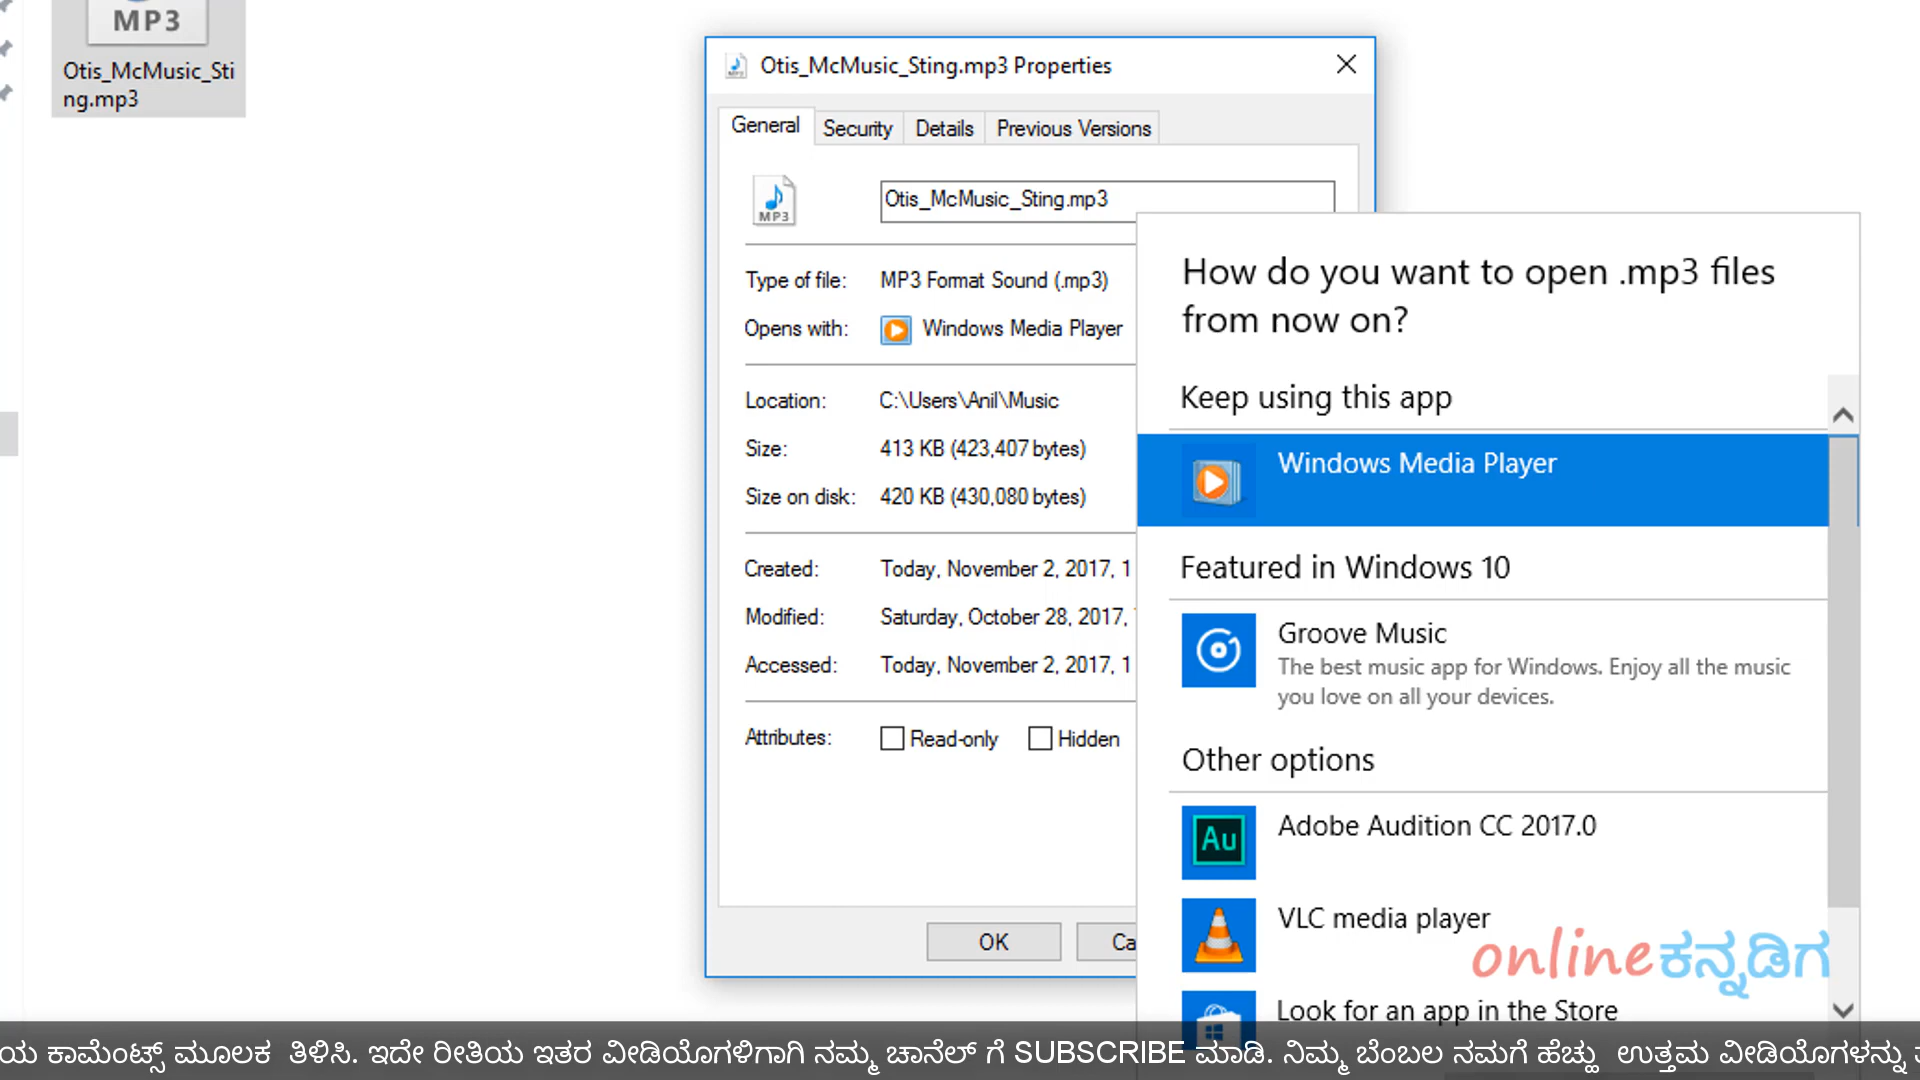 MP3
Otis_McMusic_Sti
ng.mp3
Otis_McMusic_Sting.mp3 Properties
General
Security
Details
Previous Versions
MP3
Otis_McMusic_Sting.mp3
Type of file:
MP3 Format Sound (.mp3)
Opens with:
Windows Media Player
Location:
C:\Users\Anil\Music
Size:
413 KB (423,407 bytes)
Size on disk:
420 KB (430,080 bytes)
Created:
Today, November 2, 2017, 1
Modified:
Saturday, October 28, 2017,
Accessed:
Today, November 2, 2017, 1
Attributes:
Read-only
Hidden
OK
Ca
How do you want to open .mp3 files
from now on?
Keep using this app
Windows Media Player
Featured in Windows 10
Groove Music
The best music app for Windows. Enjoy all the music
you love on all your devices.
Other options
Au
Adobe Audition CC 2017.0
VLC media player
onlineಕನ್ನಡಿಗ
Look for an app in the Store
ಯ ಕಾಮೆಂಟ್ಸ್ ಮೂಲಕ ತಿಳಿಸಿ. ಇದೇ ರೀತಿಯ ಇತರ ವೀಡಿಯೊಗಳಿಗಾಗಿ ನಮ್ಮ ಚಾನೆಲ್ ಗೆ SUBSCRIBE ಮಾಡಿ. ನಿಮ್ಮ ಬೆಂಬಲ ನಮಗೆ ಹೆಚ್ಚು ಉತ್ತಮ ವೀಡಿಯೊಗಳನ್ನು